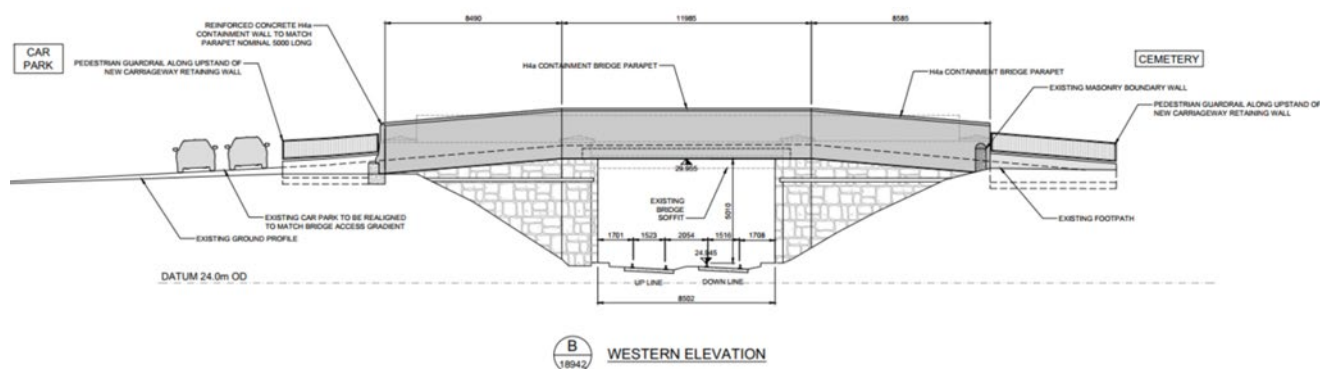 8490
11985
8585
REINFORCED CONCRETE H4a
CONTAINMENT WALL TO MATCH
PARAPET NOMINAL 5000 LONG
CAR
PARK
PEDESTRIAN GUARDRAIL ALONG UPSTAND OF
NEW CARRIAGEWAY RETAINING WALL
H4a CONTAINMENT BRIDGE PARAPET
H4a CONTAINMENT BRIDGE PARAPET
CEMETERY
EXISTING MASONRY BOUNDARY WALL
PEDESTRIAN GUARDRAIL ALONG UPSTAND OF
NEW CARRIAGEWAY RETAINING WALL
29.955
EXISTING
BRIDGE
SOFFIT
5010
EXISTING CAR PARK TO BE REALIGNED
TO MATCH BRIDGE ACCESS GRADIENT
EXISTING GROUND PROFILE
EXISTING FOOTPATH
1701
1523
2054
1516
1708
24.945
DATUM 24.0m OD
UP LINE
DOWN LINE
8502
B
18942
WESTERN ELEVATION